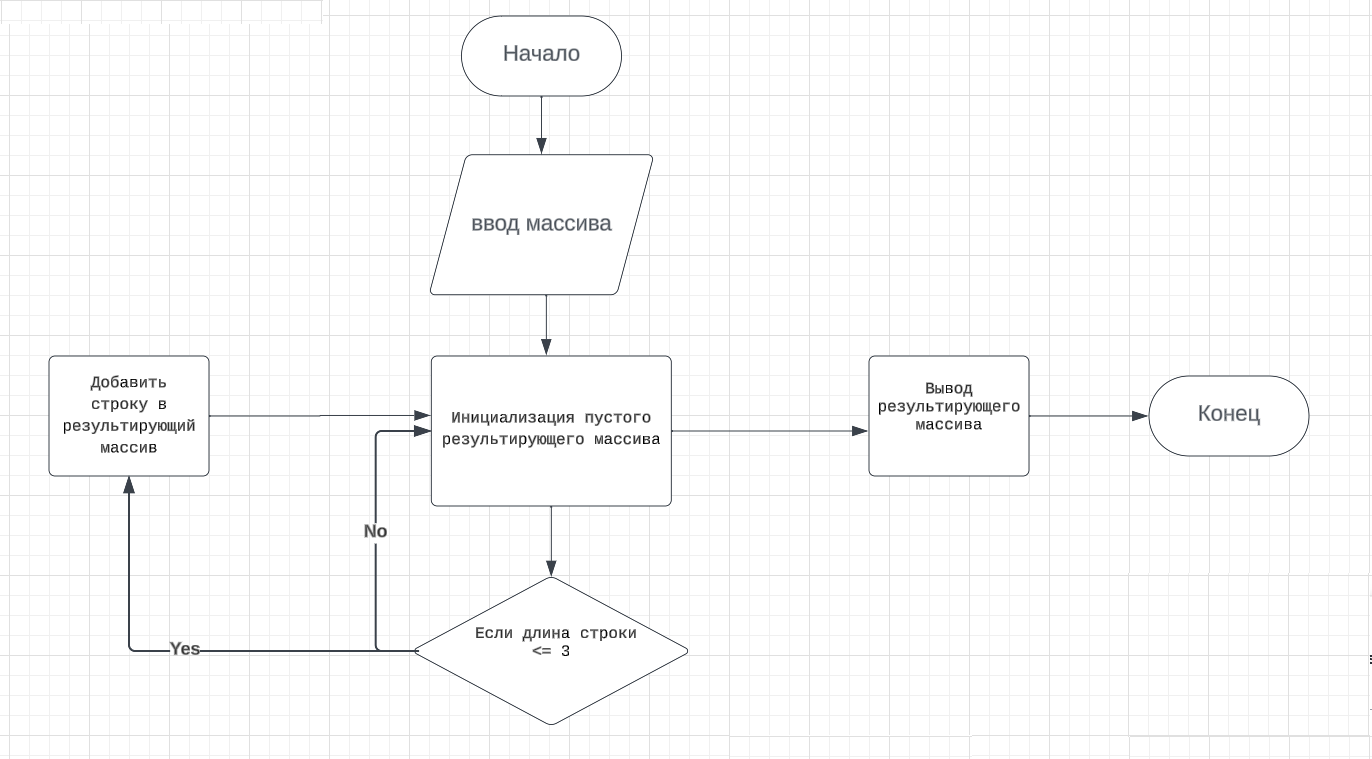 Начало
ввод массива
Добавить
строку в
результирующий
массив
Инициализация пустого
результирующего массива
Вывод
результирующего
массива
Конец
No
Если длина строки
<= 3
Yes